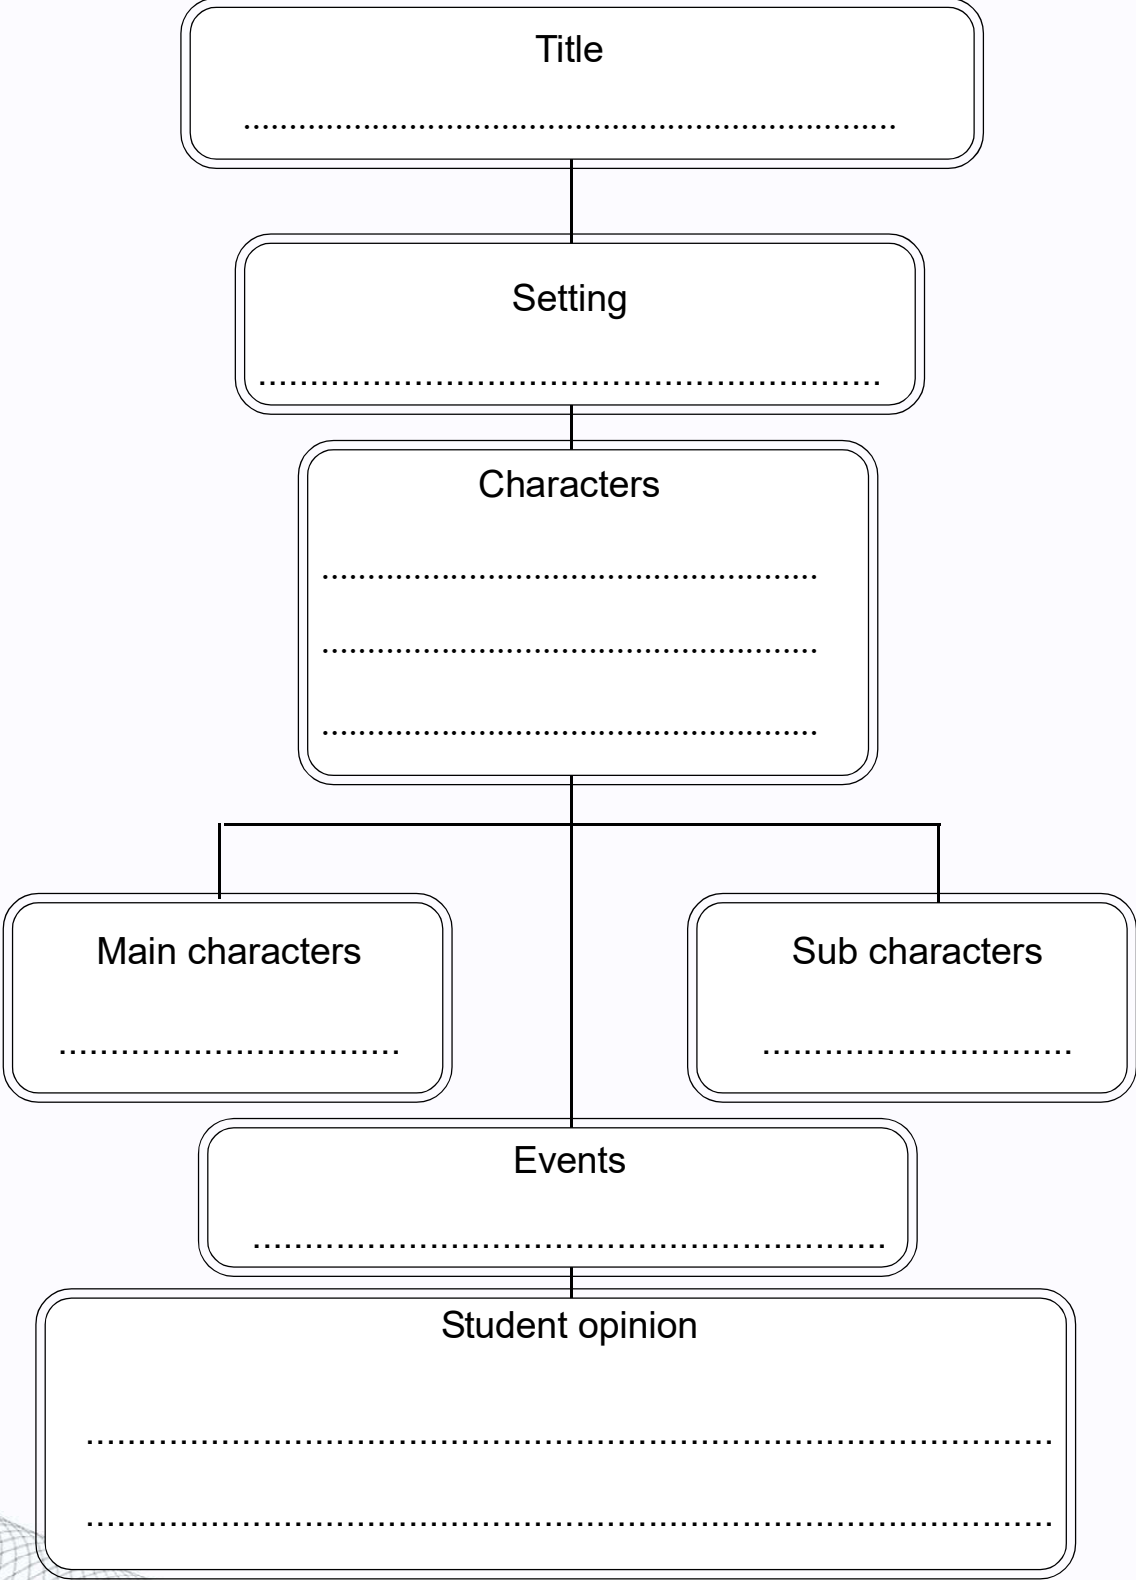 Title
......................................................................
Setting
............................................................
Characters
.....................................................
.....................................................
.....................................................
Main characters
Sub characters
.................................
..............................
Events
.............................................................
Student opinion
.............................................................................................
.............................................................................................